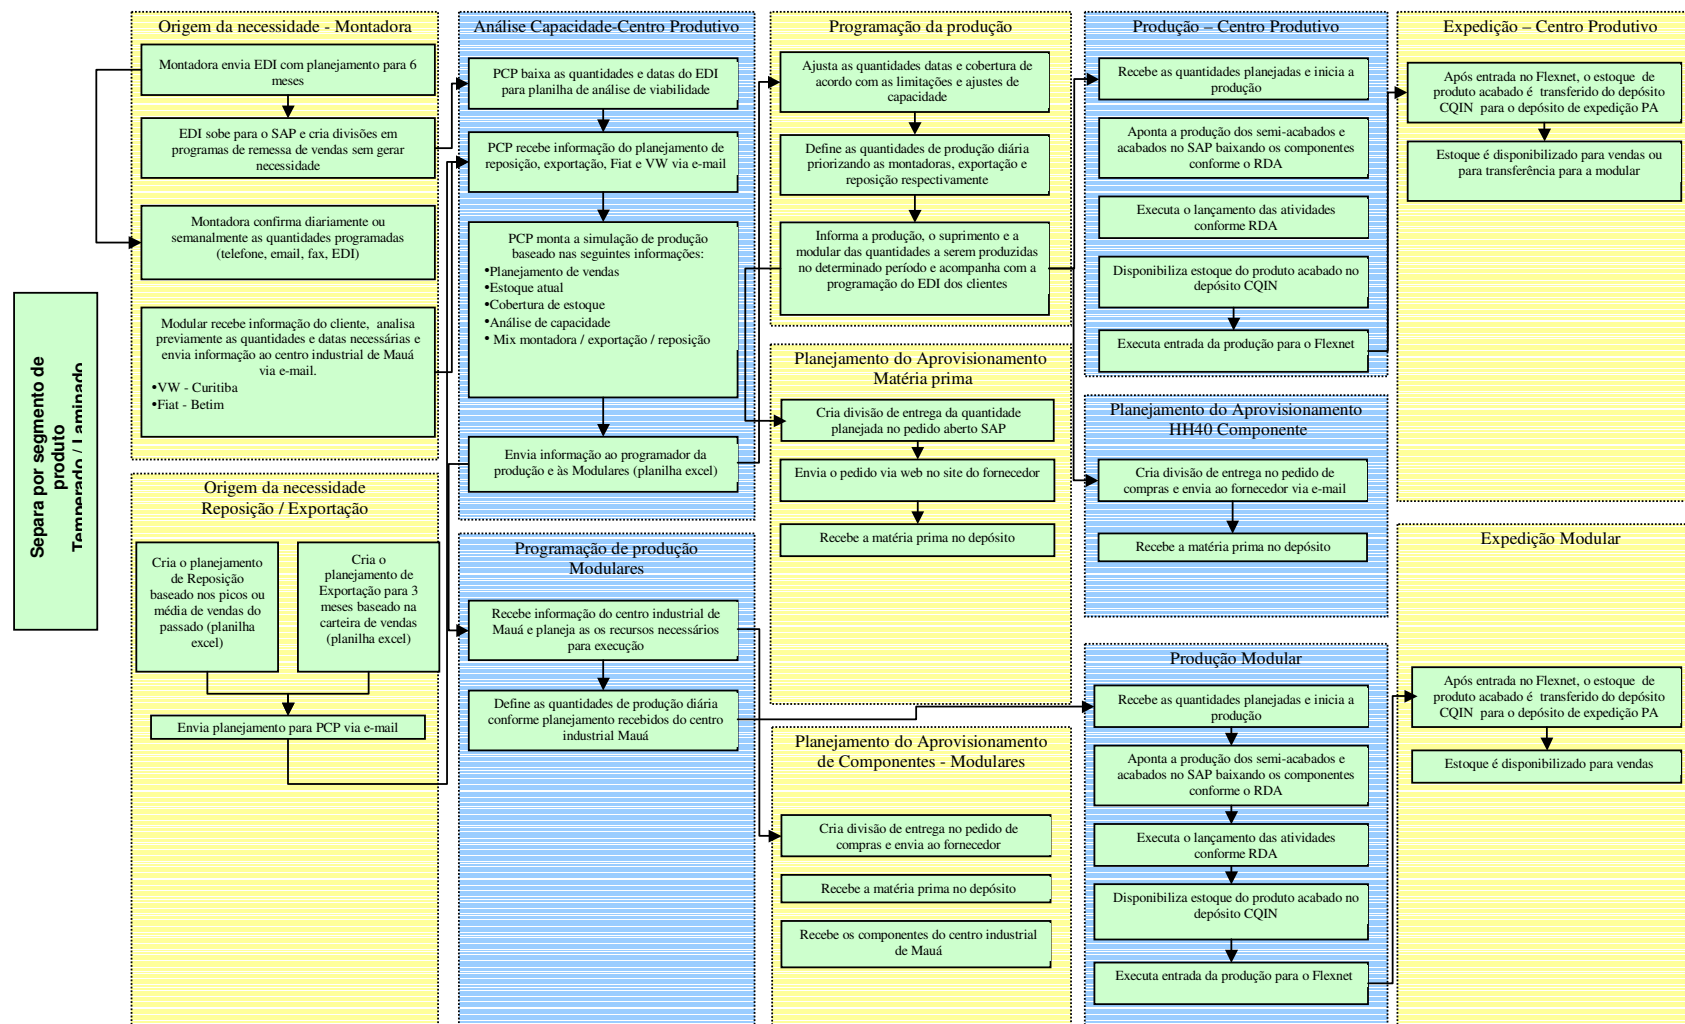 Separa por segmento de
produto
Temperado / Laminado
Origem da necessidade - Montadora
Montadora envia EDI com planejamento para 6
meses
EDI sobe para o SAP e cria divisões em
programas de remessa de vendas sem gerar
necessidade
Montadora confirma diariamente ou
semanalmente as quantidades programadas
(telefone, email, fax, EDI)
Modular recebe informação do cliente, analisa
previamente as quantidades e datas necessárias e
envia informação ao centro industrial de Mauá
via e-mail.
•VW - Curitiba
•Fiat - Betim
Origem da necessidade
Reposição / Exportação
Cria o planejamento
de Reposição
baseado nos picos ou
média de vendas do
passado (planilha
excel)
Cria o
planejamento de
Exportação para 3
meses baseado na
carteira de vendas
(planilha excel)
Envia planejamento para PCP via e-mail
Análise Capacidade-Centro Produtivo
PCP baixa as quantidades e datas do EDI
para planilha de análise de viabilidade
PCP recebe informação do planejamento de
reposição, exportação, Fiat e VW via e-mail
PCP monta a simulação de produção
baseado nas seguintes informações:
•Planejamento de vendas
•Estoque atual
•Cobertura de estoque
•Análise de capacidade
• Mix montadora / exportação / reposição
Envia informação ao programador da
produção e às Modulares (planilha excel)
Programação de produção
Modulares
Recebe informação do centro industrial de
Mauá e planeja as os recursos necessários
para execução
Define as quantidades de produção diária
conforme planejamento recebidos do centro
industrial Mauá
Programação da produção
Ajusta as quantidades datas e cobertura de
acordo com as limitações e ajustes de
capacidade
Define as quantidades de produção diária
priorizando as montadoras, exportação e
reposição respectivamente
Informa a produção, o suprimento e a
modular das quantidades a serem produzidas
no determinado período e acompanha com a
programação do EDI dos clientes
Planejamento do Aprovisionamento
Matéria prima
Cria divisão de entrega da quantidade
planejada no pedido aberto SAP
Envia o pedido via web no site do fornecedor
Recebe a matéria prima no depósito
Planejamento do Aprovisionamento
de Componentes - Modulares
Cria divisão de entrega no pedido de
compras e envia ao fornecedor
Recebe a matéria prima no depósito
Recebe os componentes do centro industrial
de Mauá
Produção – Centro Produtivo
Recebe as quantidades planejadas e inicia a
produção
Aponta a produção dos semi-acabados e
acabados no SAP baixando os componentes
conforme o RDA
Executa o lançamento das atividades
conforme RDA
Disponibiliza estoque do produto acabado no
depósito CQIN
Executa entrada da produção para o Flexnet
Planejamento do Aprovisionamento
HH40 Componente
Cria divisão de entrega no pedido de
compras e envia ao fornecedor via e-mail
Recebe a matéria prima no depósito
Produção Modular
Recebe as quantidades planejadas e inicia a
produção
Aponta a produção dos semi-acabados e
acabados no SAP baixando os componentes
conforme o RDA
Executa o lançamento das atividades
conforme RDA
Disponibiliza estoque do produto acabado no
depósito CQIN
Executa entrada da produção para o Flexnet
Expedição – Centro Produtivo
Após entrada no Flexnet, o estoque de
produto acabado é transferido do depósito
CQIN para o depósito de expedição PA
Estoque é disponibilizado para vendas ou
para transferência para a modular
Expedição Modular
Após entrada no Flexnet, o estoque de
produto acabado é transferido do depósito
CQIN para o depósito de expedição PA
Estoque é disponibilizado para vendas